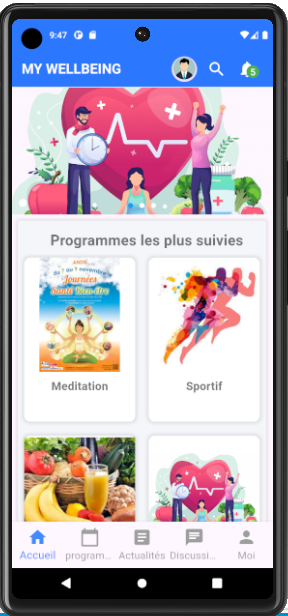 9:47
MY WELLBEING
5
Programmes les plus suivies
du 7 au 1 novembre
Journées
Santé Bien-être
Meditation
Sportif
Accueil
program...
Actualités
Discussi...
Moi